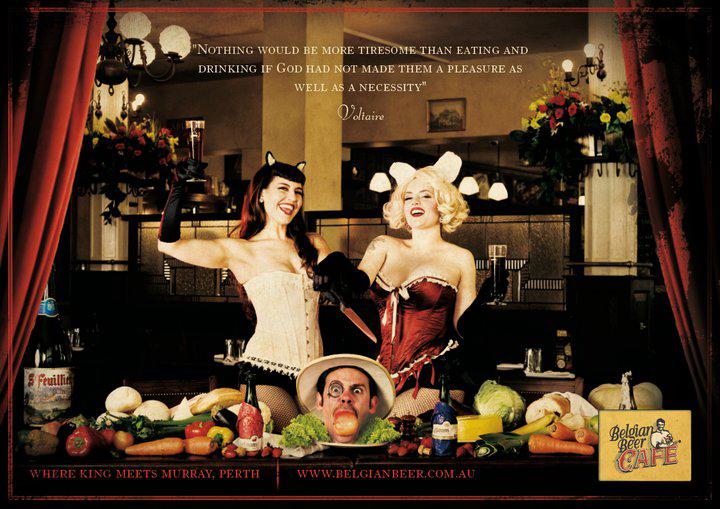 "Nothing would be more tiresome than eating and
drinking if God had not made them a pleasure as
well as a necessity"
Voltaire
St Feuillien
Belgian
Beer
CAFE
WHERE KING MEETS MURRAY, PERTH
WWW.BELGIANBEER.COM.AU